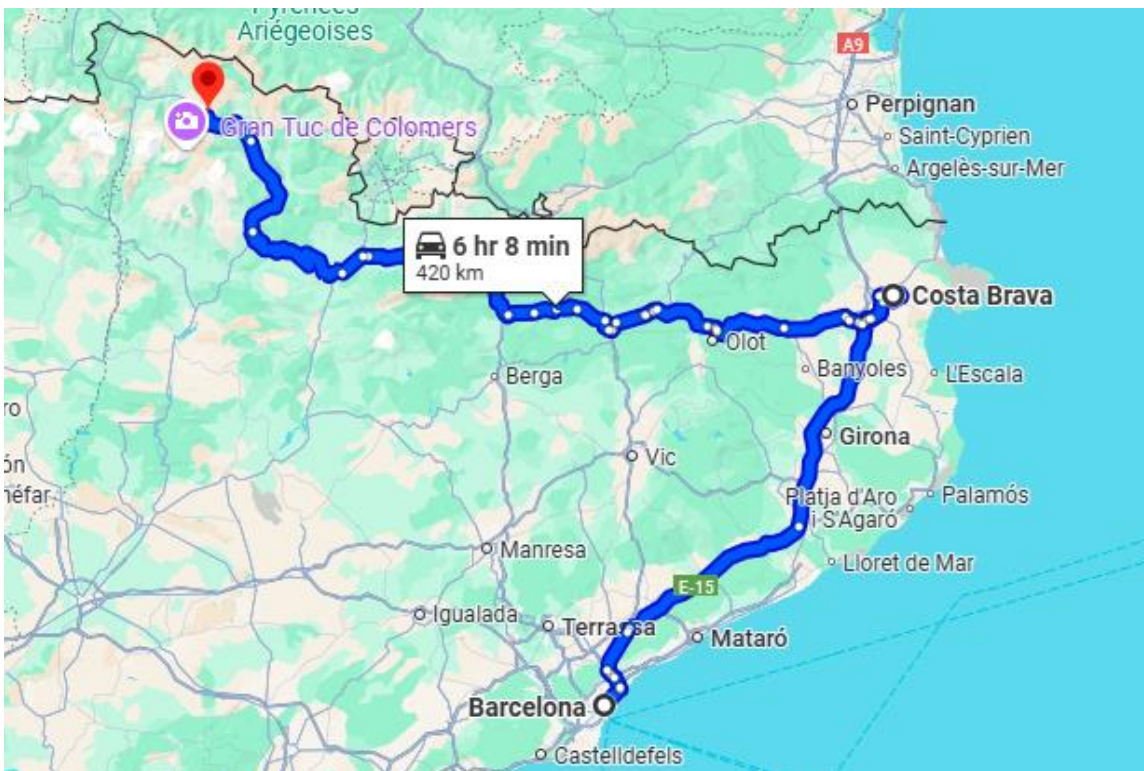 Pyrénées
Ariégeoises
A9
Perpignan
Saint-Cyprien
Argelès-sur-Mer
Gran Tuc de Colomers
6 hr 8 min
420 km
Costa Brava
Olot
Banyoles
L'Escala
Berga
Girona
Vic
Platja d'Aro
i S'Agaró
Palamós
Manresa
Lloret de Mar
E-15
Igualada
Terrassa
Mataró
Barcelona
Castelldefels